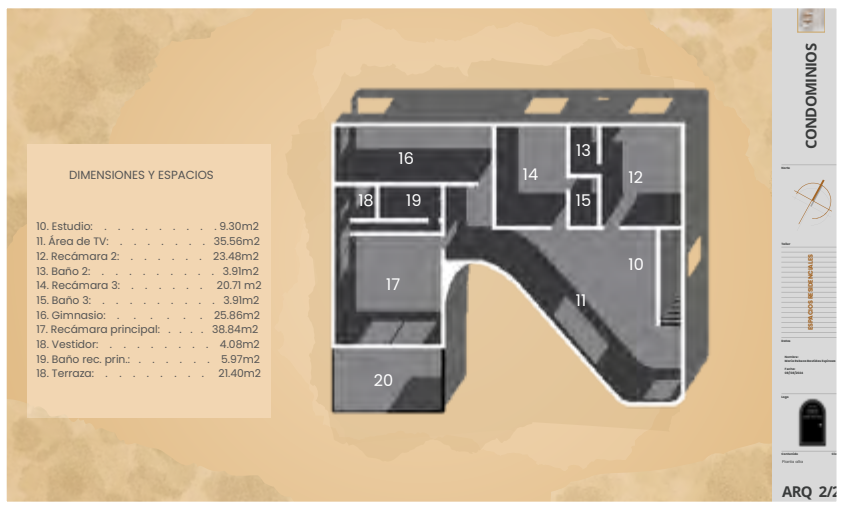 DIMENSIONES Y ESPACIOS
10. Estudio: . . . . . . . . . 9.30m2
11. Área de TV: . . . . . . . 35.56m2
12. Recámara 2: . . . . . . . 23.48m2
13. Baño 2: . . . . . . . . 3.91m2
14. Recámara 3: . . . . . . . 20.71 m2
15. Baño 3: . . . . . . . . 3.91m2
16. Gimnasio: . . . . . . . 25.86m2
17. Recámara principal: . . . . 38.84m2
18. Vestidor: . . . . . . . 4.08m2
19. Baño rec. prin.: . . . . . . 5.97m2
18. Terraza: . . . . . . . 21.40m2
16
13
14
12
18
19
15
10
17
11
20
CONDOMINIOS
ESPACIOS RESIDENCIALES
Planta alta
ARQ 2/2